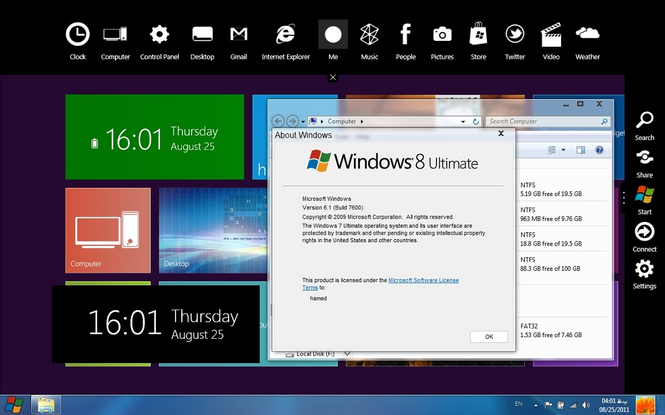 Clock
Computer
Control Panel
Desktop
Gmail
Internet Explorer
Me
Music
People
Pictures
Store
Twitter
Video
Weather
16:01
Thursday
August 25
Computer
Search Computer
About Windows
Windows 8 Ultimate
Microsoft Windows
Version 6.1 (Build 7600)
Copyright © 2009 Microsoft Corporation. All rights reserved.
The Windows 7 Ultimate operating system and its user interface are
protected by trademark and other pending or existing intellectual property
rights in the United States and other countries.
This product is licensed under the Microsoft Software License
Terms to:
hamed
OK
NTFS
5.19 GB free of 19.5 GB
NTFS
963 MB free of 9.76 GB
NTFS
18.8 GB free of 19.5 GB
NTFS
88.3 GB free of 100 GB
FAT32
1.53 GB free of 7.46 GB
Local Disk (F:)
Computer
Desktop
16:01
Thursday
August 25
Search
Share
Start
Connect
Settings
EN
04:01 ب.ظ
08/25/2011